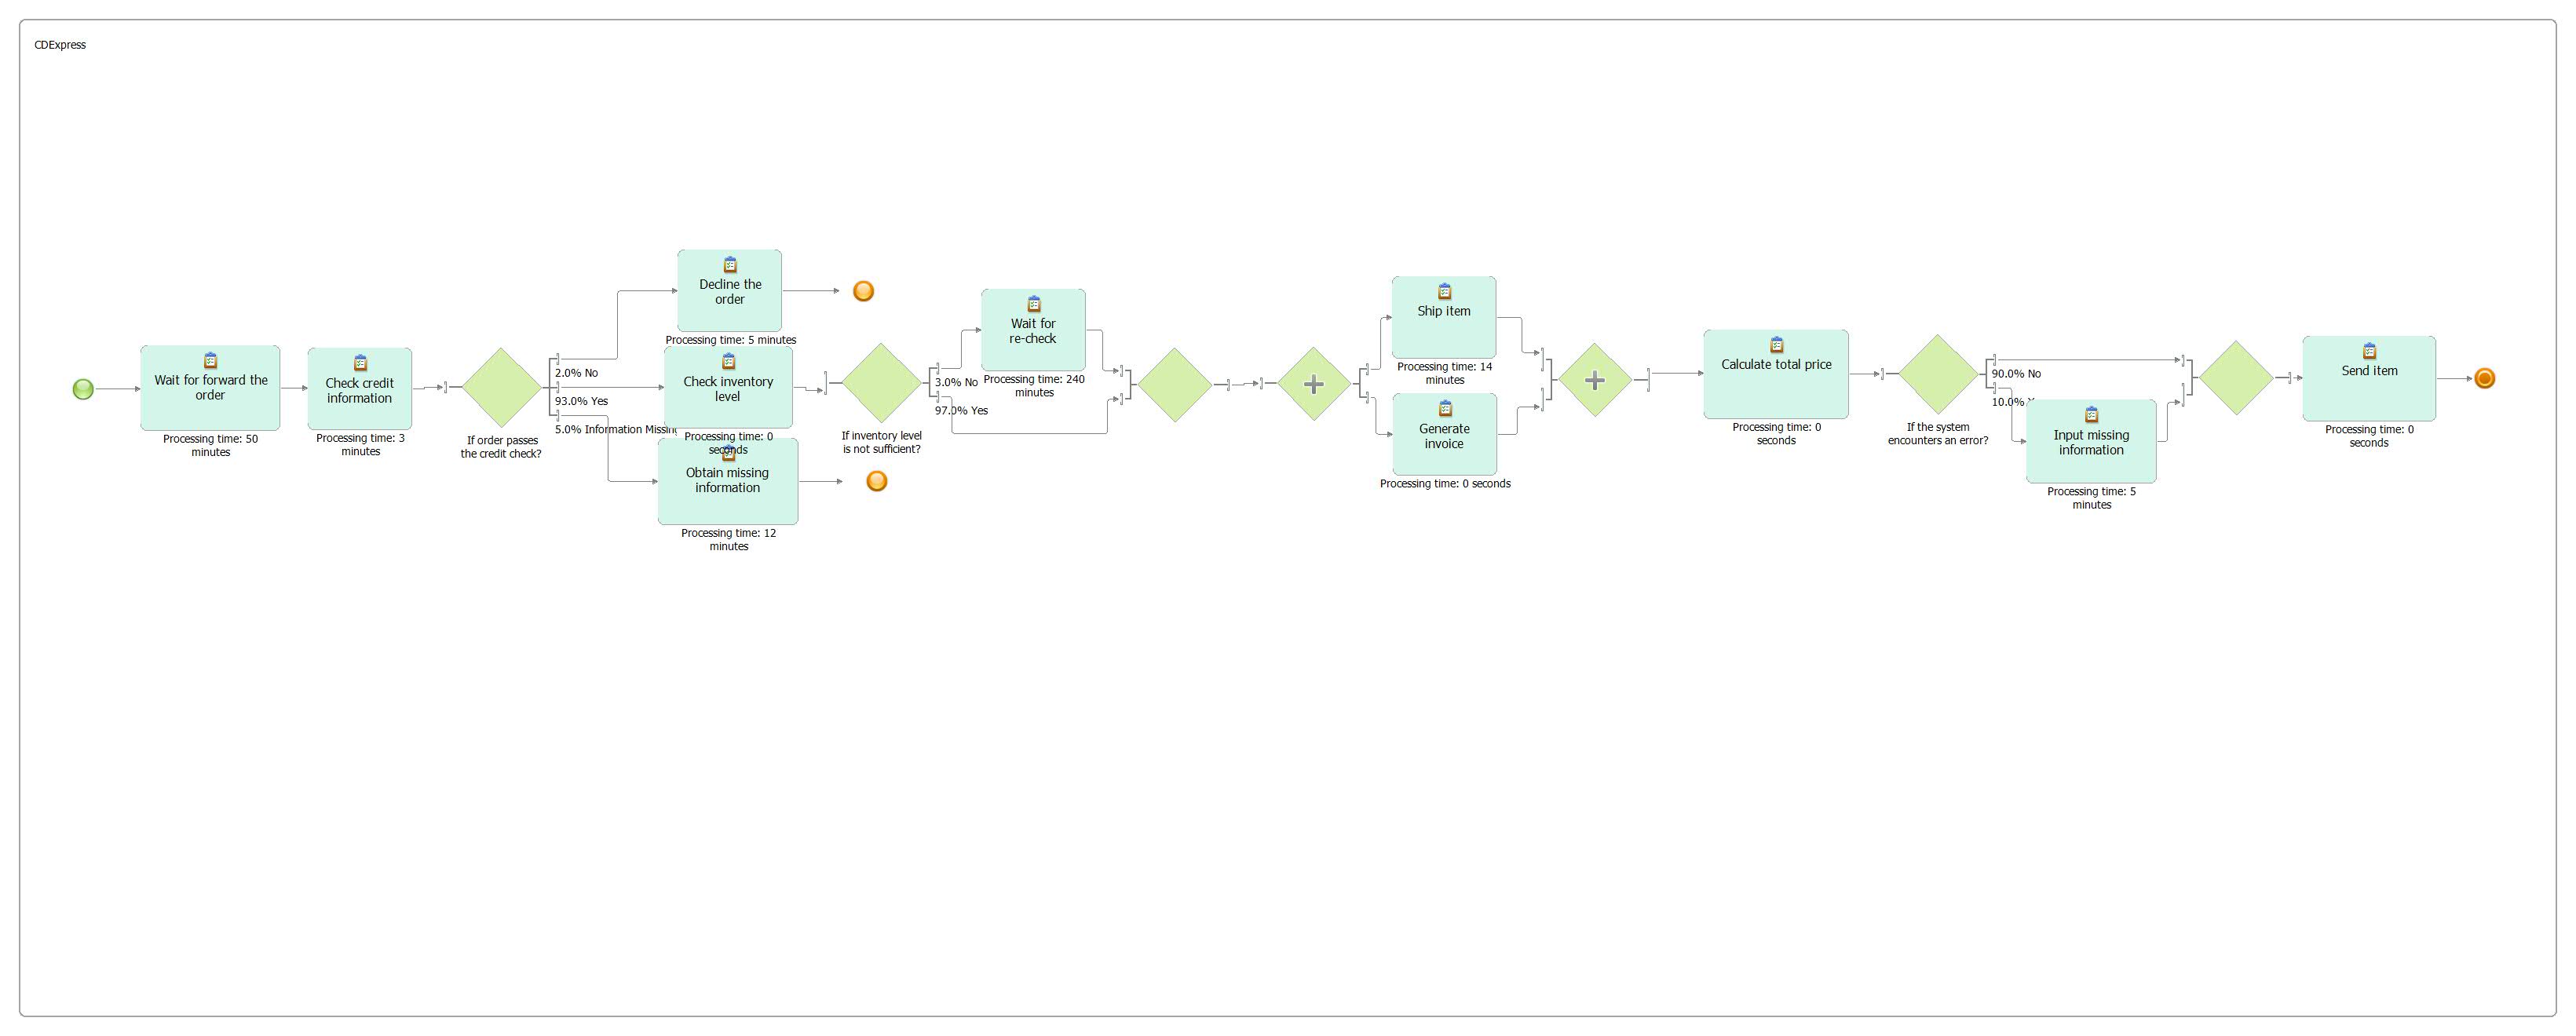 CDExpress
Wait for forward the
order
Processing time: 50
minutes
Check credit
information
Processing time: 3
minutes
If order passes
the credit check?
2.0% No
93.0% Yes
5.0% Information
Decline the
order
Processing time: 5 minutes
Check inventory
level
Processing time: 0
seconds
Obtain missing
information
Processing time: 12
minutes
If inventory level
is not sufficient?
3.0% No
97.0% Yes
Wait for
re-check
Processing time: 240
minutes
Ship item
Processing time: 14
minutes
Generate
invoice
Processing time: 0 seconds
Calculate total price
Processing time: 0
seconds
If the system
encounters an error?
90.0% No
10.0%
Input missing
information
Processing time: 5
minutes
Send item
Processing time: 0
seconds